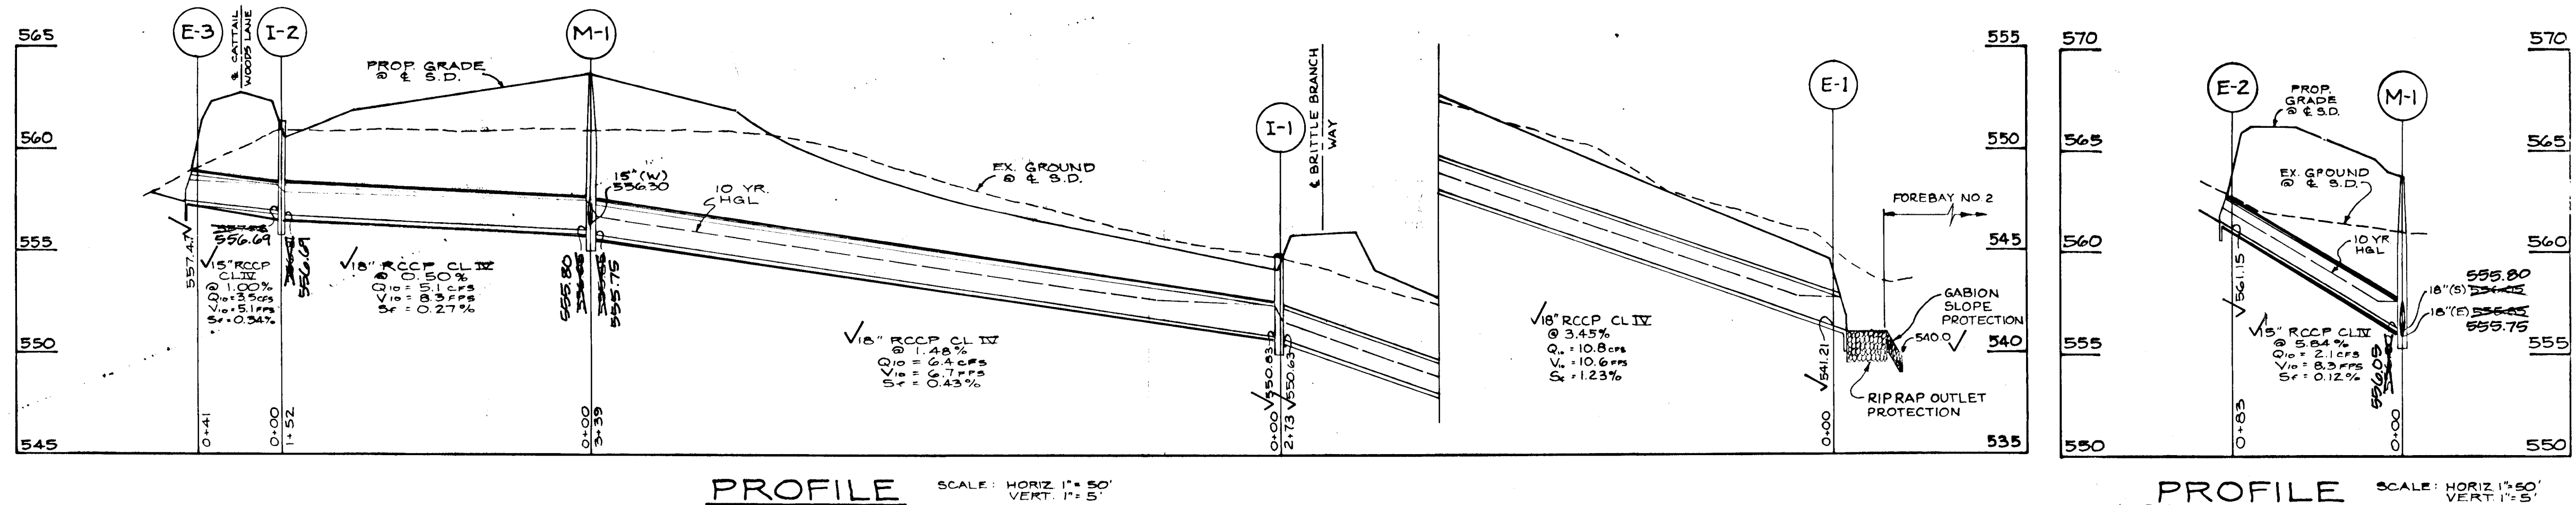 565
560
555
550
545
E-3
℄ CATTAIL
WOODS LANE
I-2
PROP. GRADE
@ ℄ S.D.
M-1
15" (W)
556.30
10 YR.
HGL
EX. GROUND
@ ℄ S.D.
I-1
℄ BRITTLE BRANCH
WAY
557.47
556.69
15" RCCP
CL IV
@ 1.00%
Q10 = 3.5 CFS
V10 = 5.1 FPS
Sf = 0.34%
556.69
18" RCCP CL IV
@ 0.50%
Q10 = 5.1 CFS
V10 = 8.3 FPS
Sf = 0.27%
555.80
555.75
18" RCCP CL IV
@ 1.48%
Q10 = 6.4 CFS
V10 = 6.7 FPS
Sf = 0.43%
550.83
550.63
0+41
0+00
1+52
0+00
3+39
0+00
2+73
555
550
545
540
535
E-1
FOREBAY NO. 2
GABION
SLOPE
PROTECTION
540.0
18" RCCP CL IV
@ 3.45%
Q10 = 10.8 CFS
V10 = 10.6 FPS
Sf = 1.23%
541.21
RIPRAP OUTLET
PROTECTION
0+00
PROFILE
SCALE: HORIZ. 1" = 50'
VERT. 1" = 5'
570
565
560
555
550
570
565
560
555
550
E-2
PROP.
GRADE
@ ℄ S.D.
M-1
EX. GROUND
@ ℄ S.D.
10 YR.
HGL
555.80
18" (S)
18" (E) 555.85
555.75
561.15
15" RCCP CL IV
@ 5.84%
Q10 = 2.1 CFS
V10 = 8.3 FPS
Sf = 0.12%
556.05
0+83
0+00
PROFILE
SCALE: HORIZ. 1" = 50'
VERT. 1" = 5'